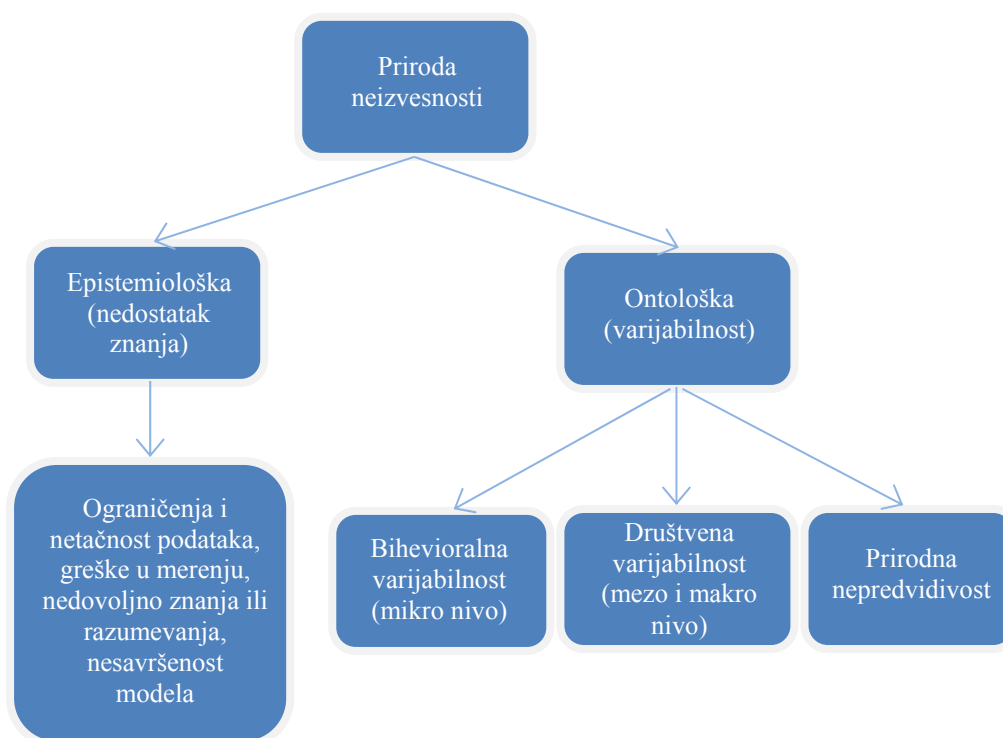 Priroda
neizvesnosti
Epistemiološka
(nedostatak
znanja)
Ontološka
(varijabilnost)
Ograničenja i
netačnost podataka,
greške u merenju,
nedovoljno znanja ili
razumevanja,
nesavršenost
modela
Bihevioralna
varijabilnost
(mikro nivo)
Društvena
varijabilnost
(mezo i makro
nivo)
Prirodna
nepredvidivost